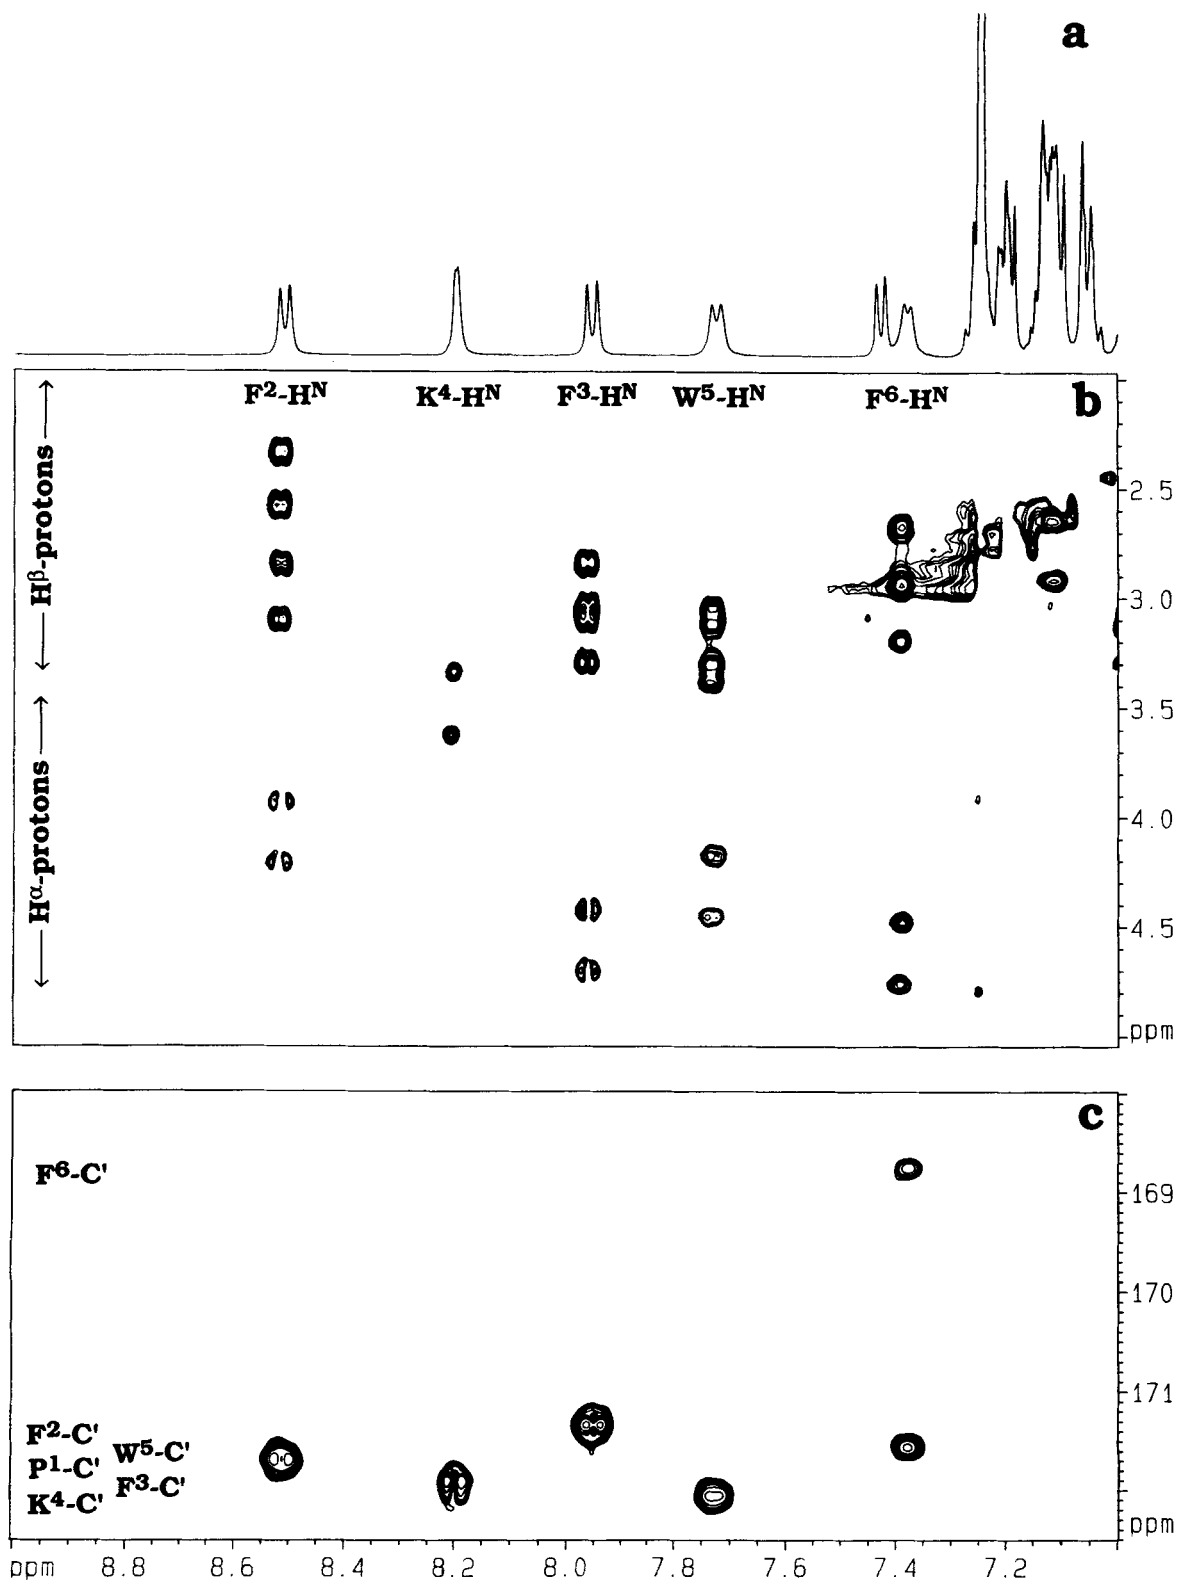 a
F²-Hᴺ K⁴-Hᴺ F³-Hᴺ W⁵-Hᴺ F⁶-Hᴺ b
Hβ-protons
Hα-protons
2.5
3.0
3.5
4.0
4.5
ppm
c
F⁶-C'
169
170
171
F²-C'
W⁵-C'
P¹-C'
F³-C'
K⁴-C'
ppm
ppm 8.8 8.6 8.4 8.2 8.0 7.8 7.6 7.4 7.2